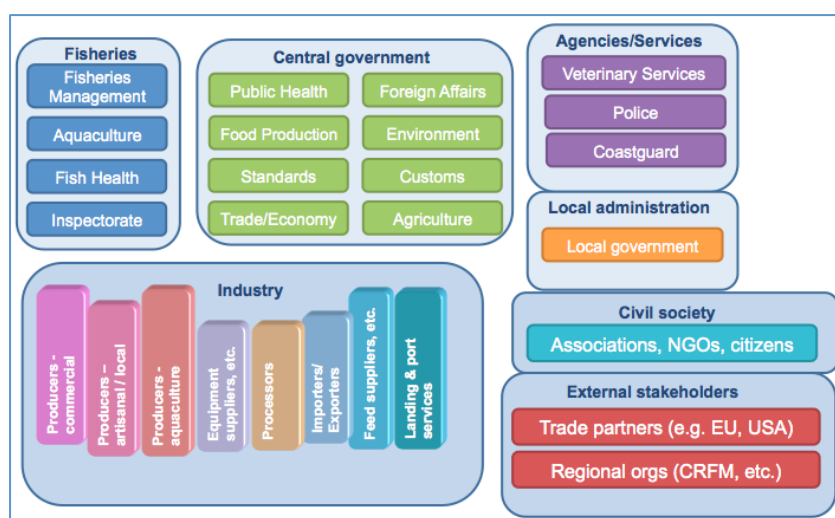 Fisheries
Fisheries
Management
Aquaculture
Fish Health
Inspectorate
Central government
Public Health
Foreign Affairs
Food Production
Environment
Standards
Customs
Trade/Economy
Agriculture
Agencies/Services
Veterinary Services
Police
Coastguard
Local administration
Local government
Industry
Producers -
commercial
Producers –
artisanal / local
Producers -
aquaculture
Equipment
suppliers, etc.
Processors
Importers/
Exporters
Feed suppliers, etc.
Landing & port
services
Civil society
Associations, NGOs, citizens
External stakeholders
Trade partners (e.g. EU, USA)
Regional orgs (CRFM, etc.)